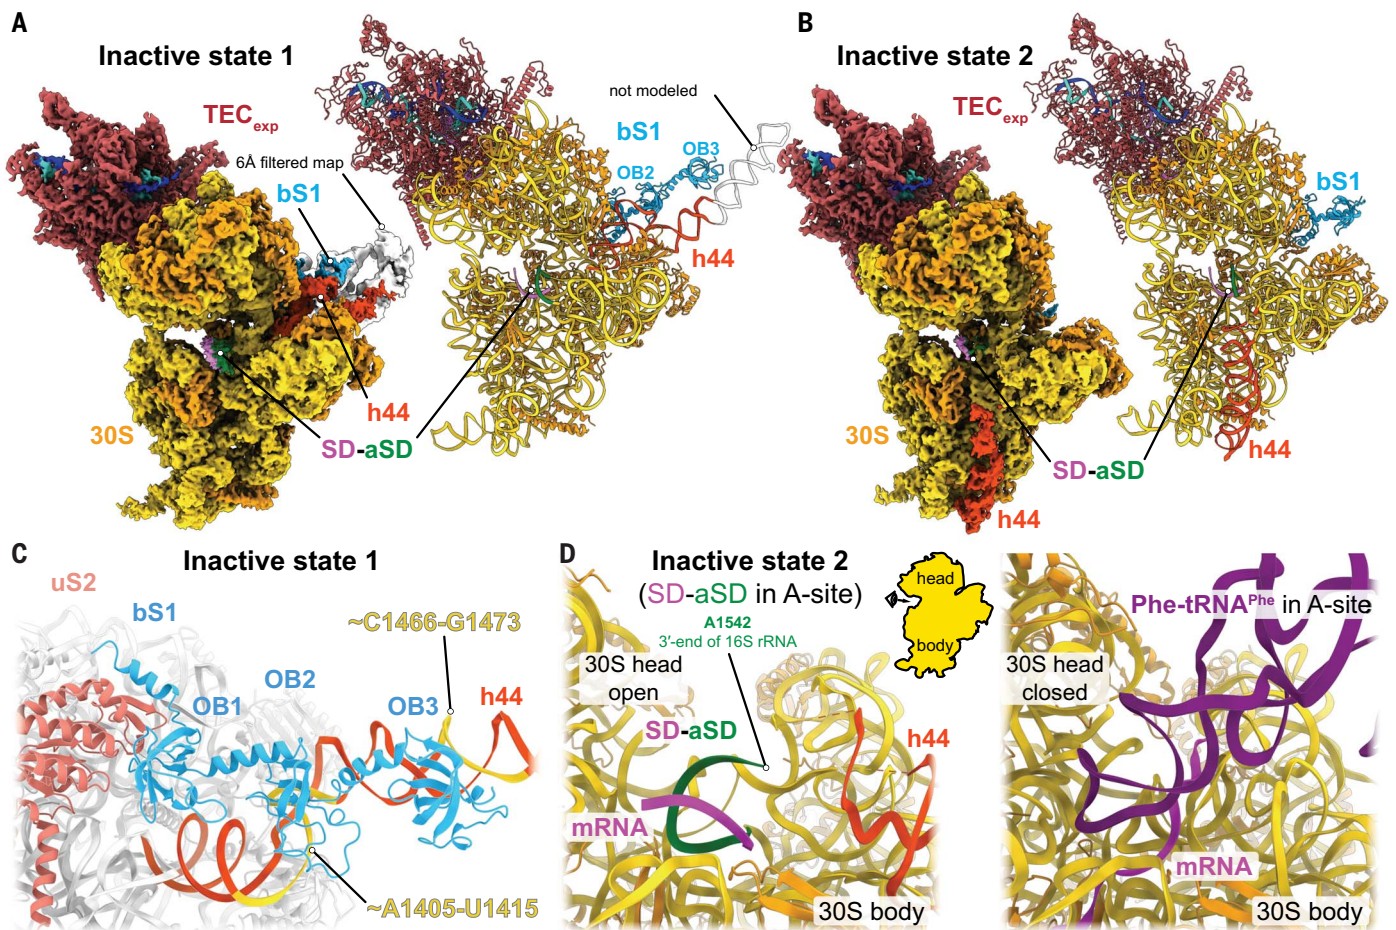 A
Inactive state 1
TECexp
6Å filtered map
bS1
30S
h44
SD-aSD
not modeled
bS1
OB3
OB2
h44
B
Inactive state 2
TECexp
bS1
30S
SD-aSD
h44
h44
C
Inactive state 1
uS2
bS1
~C1466-G1473
OB2
OB1
OB3
h44
~A1405-U1415
D
Inactive state 2
(SD-aSD in A-site)
A1542
3′-end of 16S rRNA
30S head
open
SD-aSD
h44
mRNA
30S body
head
body
Phe-tRNAPhe in A-site
30S head
closed
mRNA
30S body